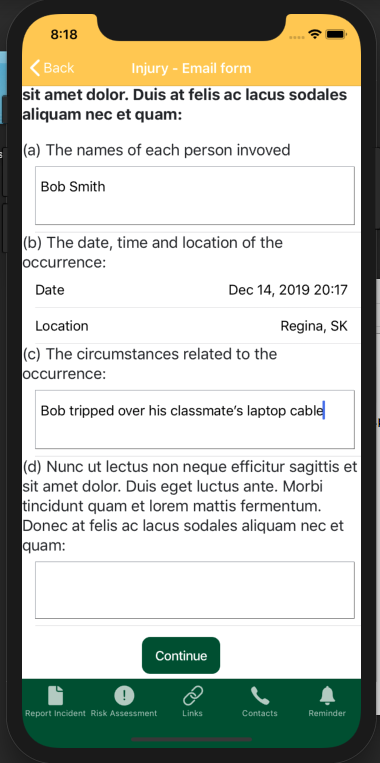 8:18
Back
Injury - Email form
sit amet dolor. Duis at felis ac lacus sodales
aliquam nec et quam:
(a) The names of each person invoved
Bob Smith
(b) The date, time and location of the
occurrence:
Date Dec 14, 2019 20:17
Location Regina, SK
(c) The circumstances related to the
occurrence:
Bob tripped over his classmate’s laptop cable
(d) Nunc ut lectus non neque efficitur sagittis et
sit amet dolor. Duis eget luctus ante. Morbi
tincidunt quam et lorem mattis fermentum.
Donec at felis ac lacus sodales aliquam nec et
quam:
Continue
Report Incident Risk Assessment Links Contacts Reminder